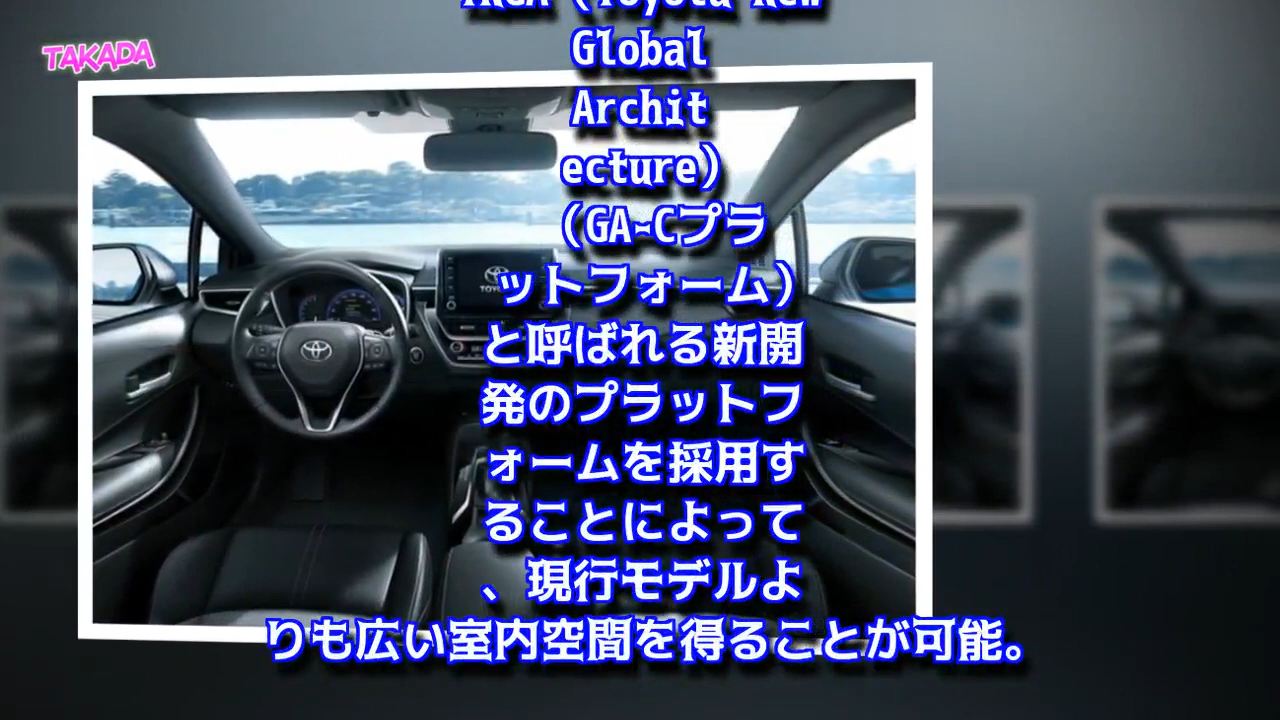 TAKADA
TNGA（Toyota New
Global
Archit
ecture）
（GA-Cプラ
ットフォーム）
と呼ばれる新開
発のプラットフ
ォームを採用す
ることによって
、現行モデルよ
りも広い室内空間を得ることが可能。